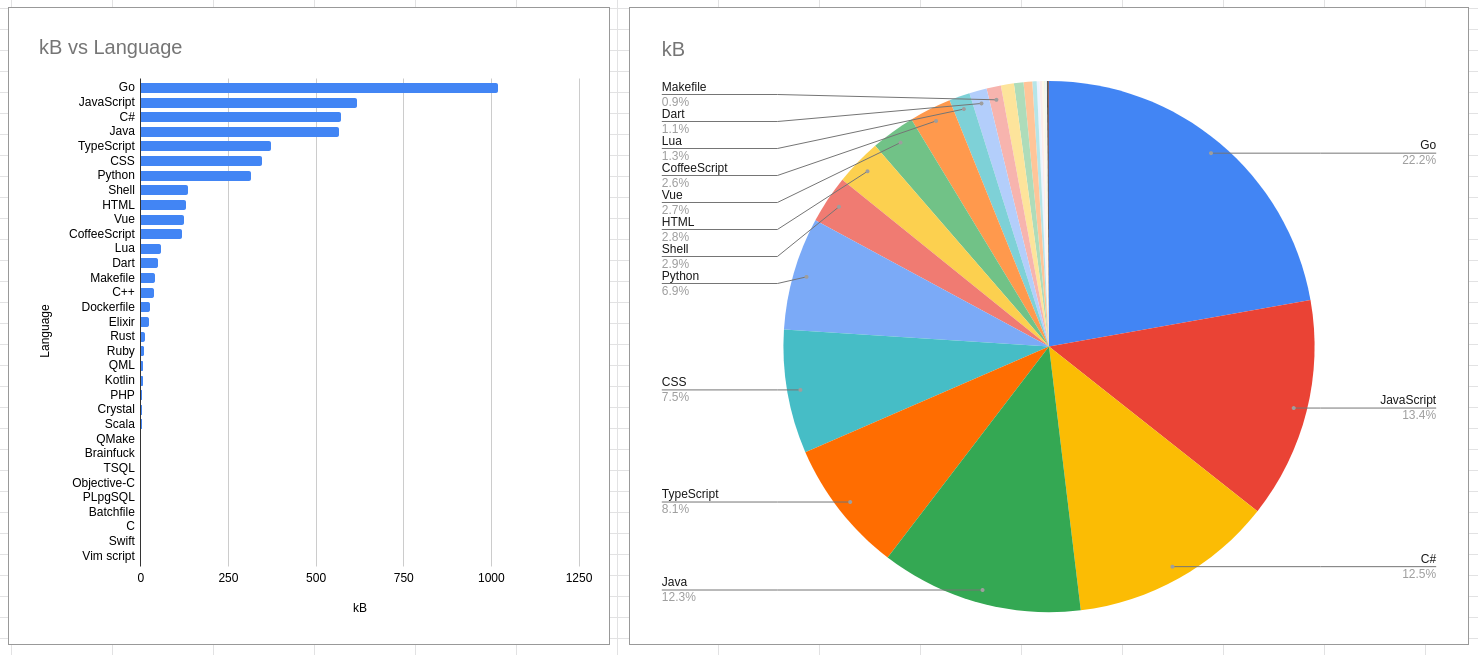 kB vs Language
Language
Go
JavaScript
C#
Java
TypeScript
CSS
Python
Shell
HTML
Vue
CoffeeScript
Lua
Dart
Makefile
C++
Dockerfile
Elixir
Rust
Ruby
QML
Kotlin
PHP
Crystal
Scala
QMake
Brainfuck
TSQL
Objective-C
PLpgSQL
Batchfile
C
Swift
Vim script
0 250 500 750 1000 1250
kB
kB
Makefile
0.9%
Dart
1.1%
Lua
1.3%
CoffeeScript
2.6%
Vue
2.7%
HTML
2.8%
Shell
2.9%
Python
6.9%
CSS
7.5%
TypeScript
8.1%
Java
12.3%
Go
22.2%
JavaScript
13.4%
C#
12.5%